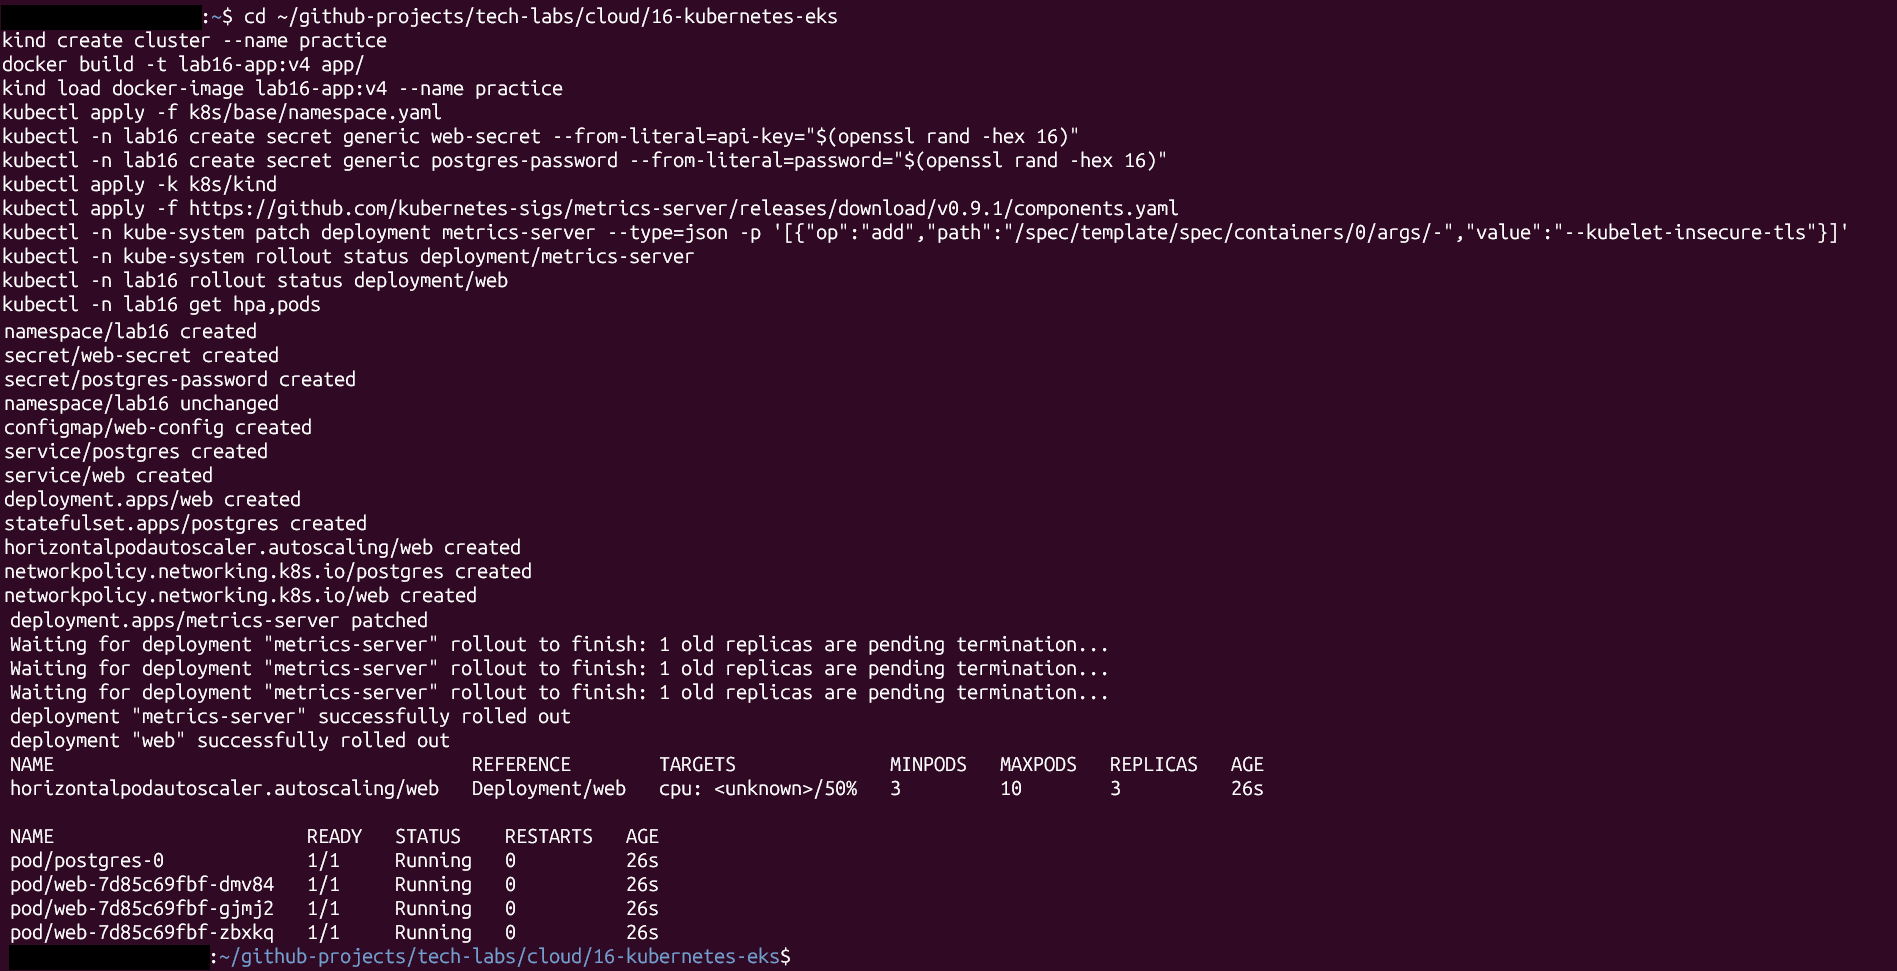 :~$ cd ~/github-projects/tech-labs/cloud/16-kubernetes-eks
kind create cluster --name practice
docker build -t lab16-app:v4 app/
kind load docker-image lab16-app:v4 --name practice
kubectl apply -f k8s/base/namespace.yaml
kubectl -n lab16 create secret generic web-secret --from-literal=api-key="$(openssl rand -hex 16)"
kubectl -n lab16 create secret generic postgres-password --from-literal=password="$(openssl rand -hex 16)"
kubectl apply -k k8s/kind
kubectl apply -f https://github.com/kubernetes-sigs/metrics-server/releases/download/v0.9.1/components.yaml
kubectl -n kube-system patch deployment metrics-server --type=json -p '[{"op":"add","path":"/spec/template/spec/containers/0/args/-","value":"--kubelet-insecure-tls"}]'
kubectl -n kube-system rollout status deployment/metrics-server
kubectl -n lab16 rollout status deployment/web
kubectl -n lab16 get hpa,pods
namespace/lab16 created
secret/web-secret created
secret/postgres-password created
namespace/lab16 unchanged
configmap/web-config created
service/postgres created
service/web created
deployment.apps/web created
statefulset.apps/postgres created
horizontalpodautoscaler.autoscaling/web created
networkpolicy.networking.k8s.io/postgres created
networkpolicy.networking.k8s.io/web created
deployment.apps/metrics-server patched
Waiting for deployment "metrics-server" rollout to finish: 1 old replicas are pending termination...
Waiting for deployment "metrics-server" rollout to finish: 1 old replicas are pending termination...
Waiting for deployment "metrics-server" rollout to finish: 1 old replicas are pending termination...
deployment "metrics-server" successfully rolled out
deployment "web" successfully rolled out
NAME                                      REFERENCE        TARGETS              MINPODS   MAXPODS   REPLICAS   AGE
horizontalpodautoscaler.autoscaling/web   Deployment/web   cpu: <unknown>/50%   3         10        3          26s

NAME                       READY   STATUS    RESTARTS   AGE
pod/postgres-0             1/1     Running   0          26s
pod/web-7d85c69fbf-dmv84   1/1     Running   0          26s
pod/web-7d85c69fbf-gjmj2   1/1     Running   0          26s
pod/web-7d85c69fbf-zbxkq   1/1     Running   0          26s
:~/github-projects/tech-labs/cloud/16-kubernetes-eks$